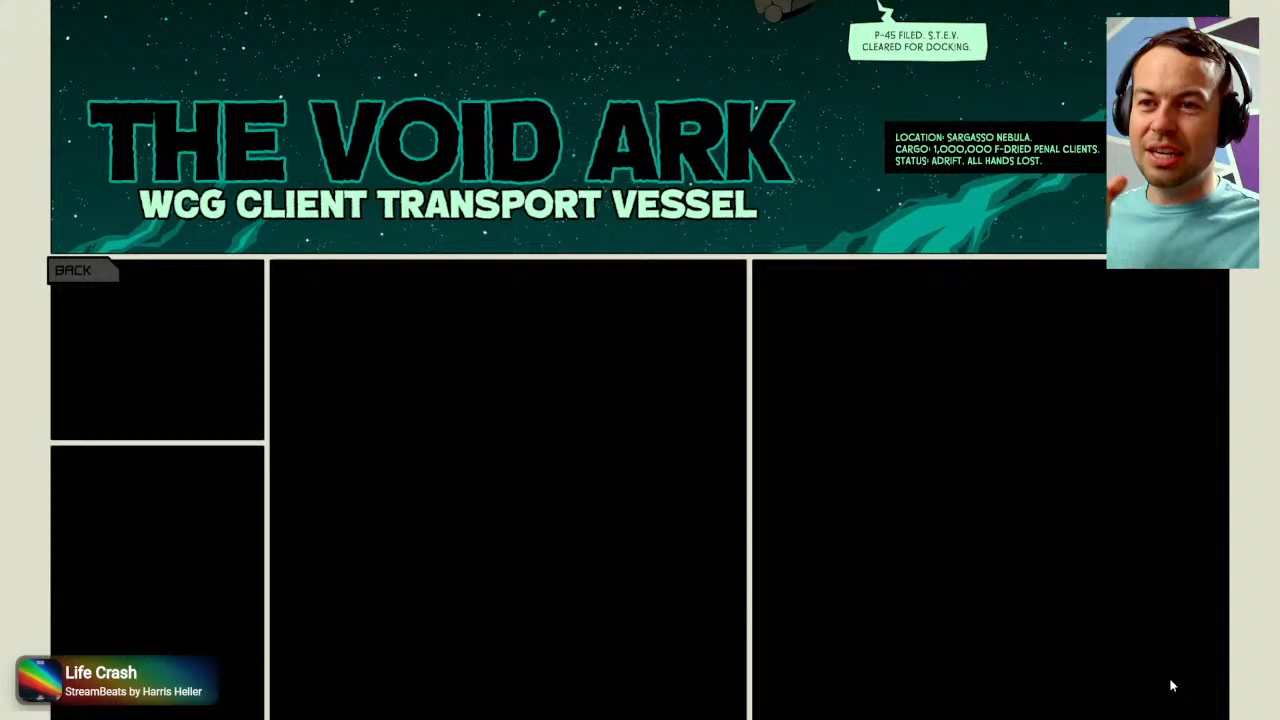 P-45 FILED. S.T.E.V.
CLEARED FOR DOCKING.
THE VOID ARK
WCG CLIENT TRANSPORT VESSEL
LOCATION: SARGASSO NEBULA.
CARGO: 1,000,000 F-DRIED PENAL CLIENTS.
STATUS: ADRIFT. ALL HANDS LOST.
BACK
Life Crash
StreamBeats by Harris Heller